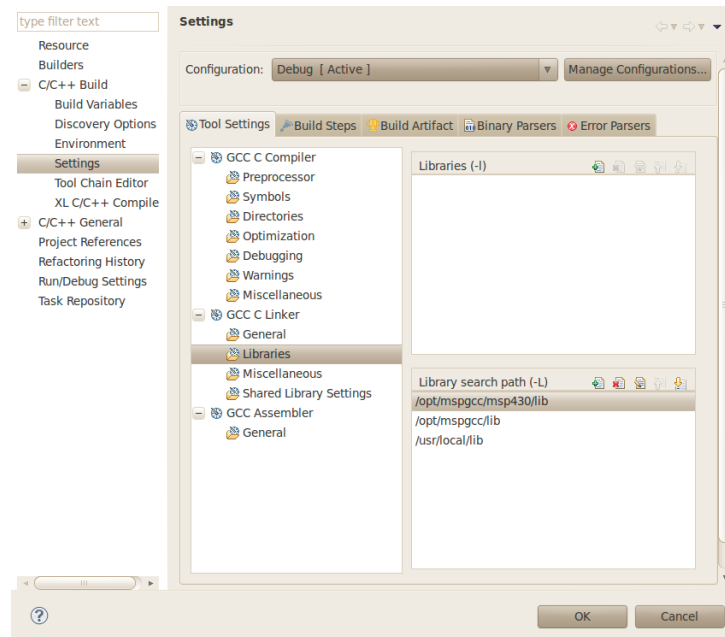 type filter text
Resource
Builders
C/C++ Build
Build Variables
Discovery Options
Environment
Settings
Tool Chain Editor
XL C/C++ Compile
C/C++ General
Project References
Refactoring History
Run/Debug Settings
Task Repository
Settings
Configuration: Debug [ Active ] Manage Configurations...
Tool Settings Build Steps Build Artifact Binary Parsers Error Parsers
GCC C Compiler
Preprocessor
Symbols
Directories
Optimization
Debugging
Warnings
Miscellaneous
GCC C Linker
General
Libraries
Miscellaneous
Shared Library Settings
GCC Assembler
General
Libraries (-l)
Library search path (-L)
/opt/mspgcc/msp430/lib
/opt/mspgcc/lib
/usr/local/lib
OK Cancel